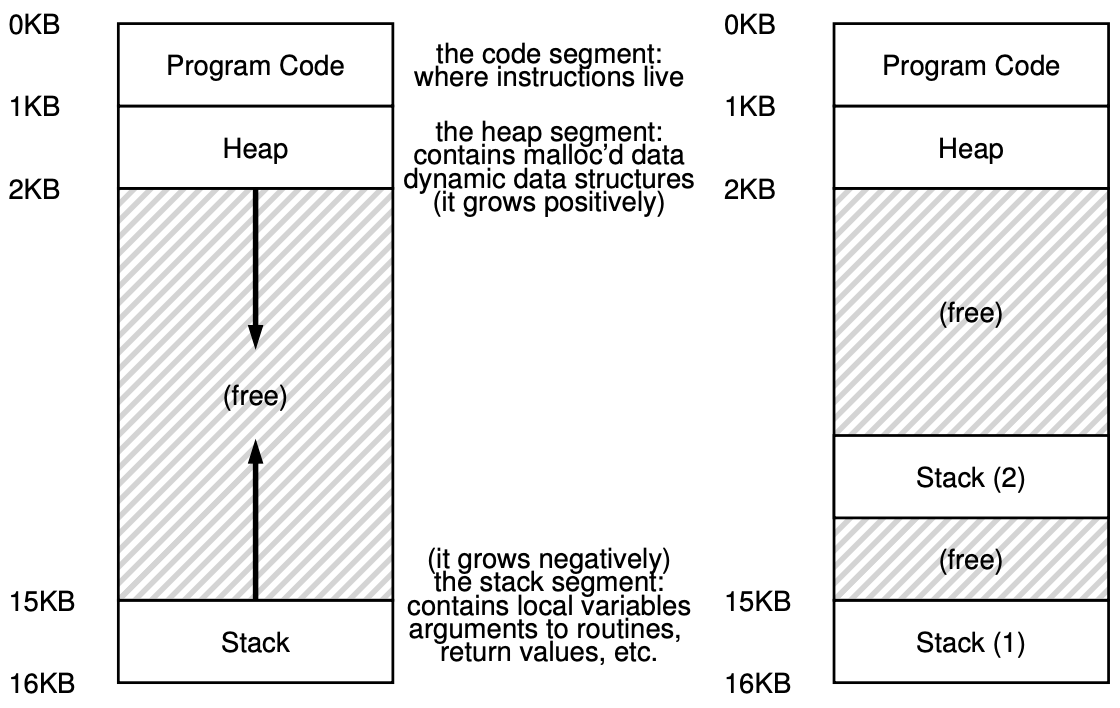 0KB
Program Code
the code segment:
where instructions live
1KB
Heap
the heap segment:
contains malloc'd data
dynamic data structures
(it grows positively)
2KB
(free)
(it grows negatively)
the stack segment:
contains local variables
arguments to routines,
return values, etc.
15KB
Stack
16KB
0KB
Program Code
1KB
Heap
2KB
(free)
Stack (2)
(free)
15KB
Stack (1)
16KB